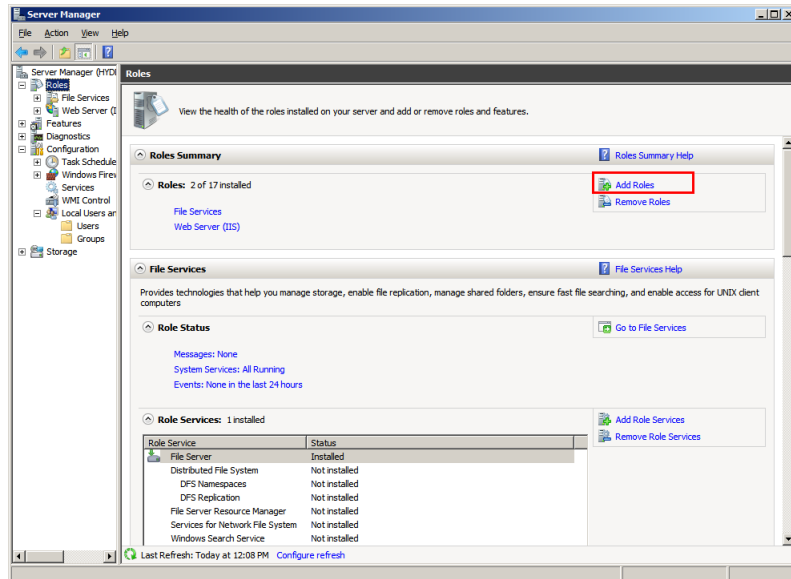 Server Manager
File Action View Help
Server Manager (HYDI
Roles
File Services
Web Server (I
Features
Diagnostics
Configuration
Task Schedule
Windows Firew
Services
WMI Control
Local Users an
Users
Groups
Storage
Roles
View the health of the roles installed on your server and add or remove roles and features.
Roles Summary
Roles Summary Help
Roles: 2 of 17 installed
Add Roles
Remove Roles
File Services
Web Server (IIS)
File Services
File Services Help
Provides technologies that help you manage storage, enable file replication, manage shared folders, ensure fast file searching, and enable access for UNIX client
computers
Role Status
Go to File Services
Messages: None
System Services: All Running
Events: None in the last 24 hours
Role Services: 1 installed
Add Role Services
Remove Role Services
Role Service Status
File Server Installed
Distributed File System Not installed
DFS Namespaces Not installed
DFS Replication Not installed
File Server Resource Manager Not installed
Services for Network File System Not installed
Windows Search Service Not installed
Last Refresh: Today at 12:08 PM Configure refresh